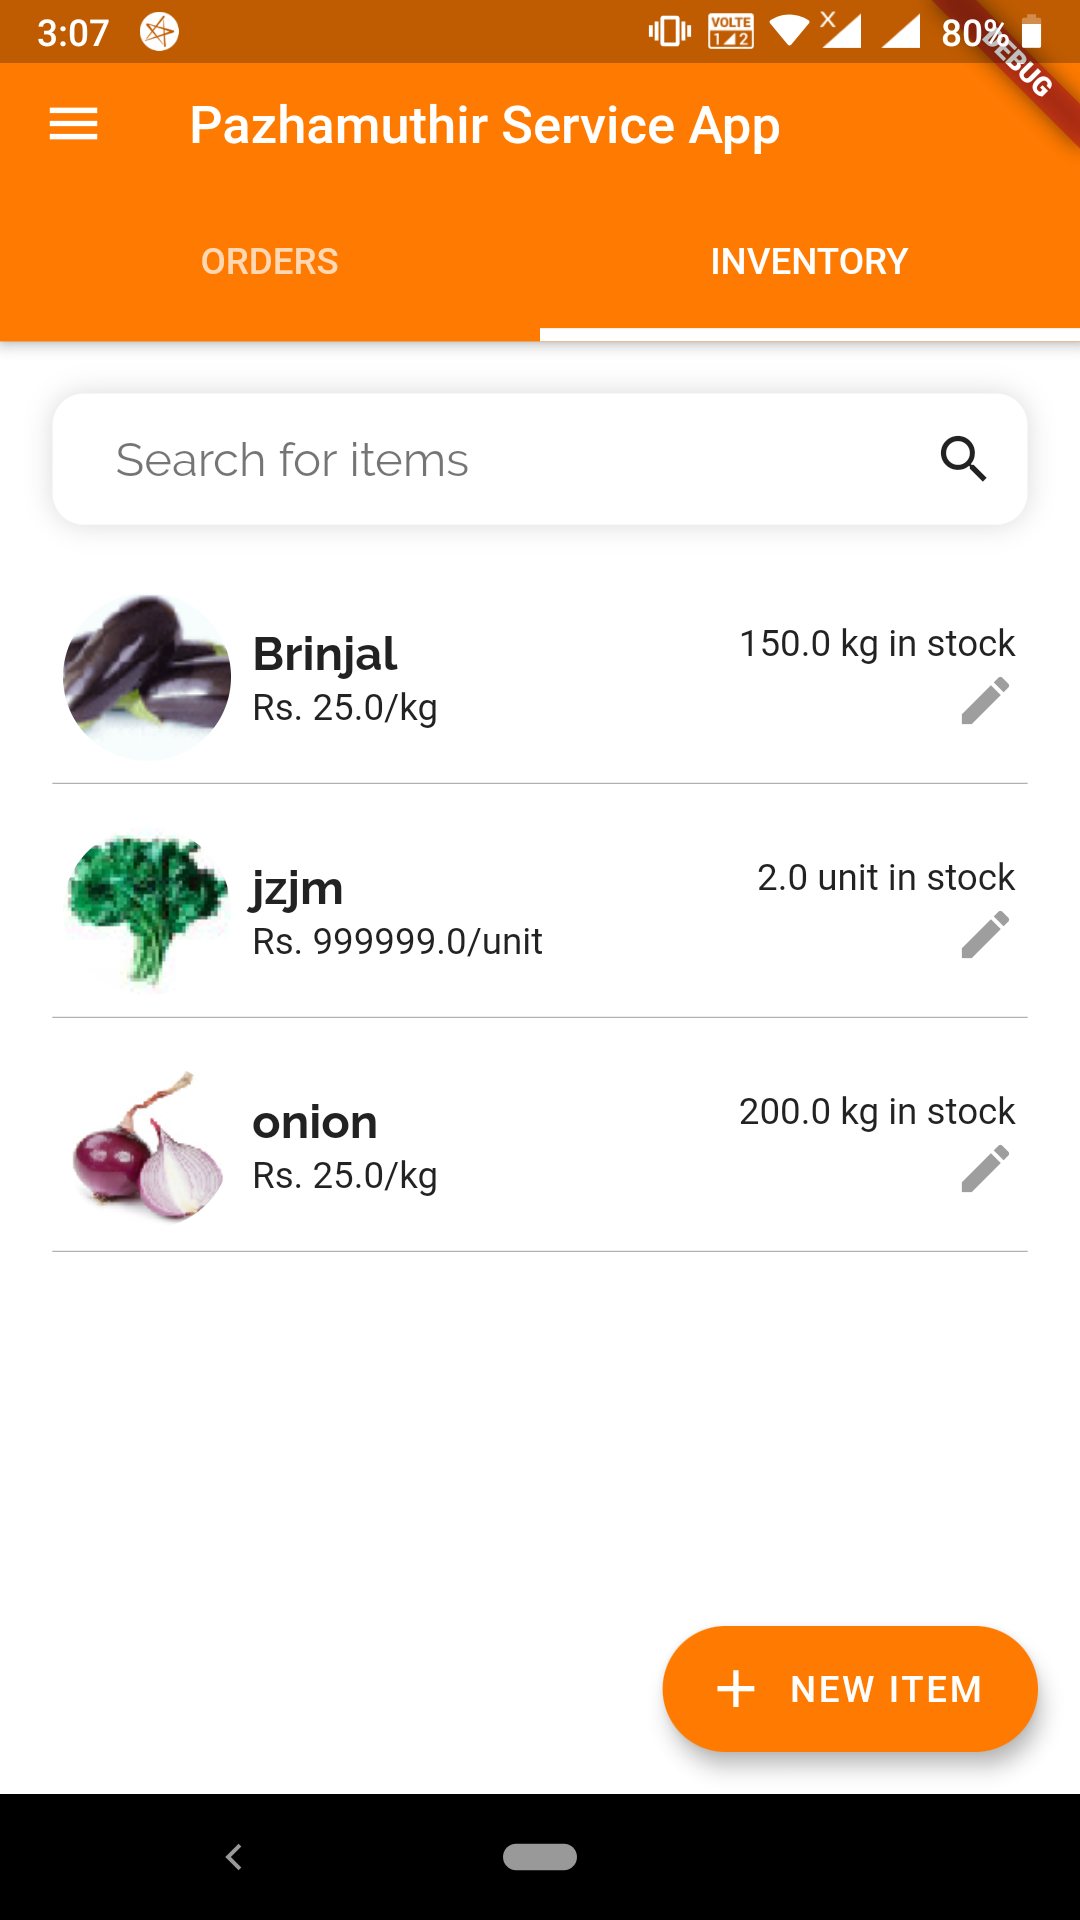 3:07
VOLTE
1 2
X
80%
DEBUG
Pazhamuthir Service App
ORDERS
INVENTORY
Search for items
Brinjal
150.0 kg in stock
Rs. 25.0/kg
jzjm
2.0 unit in stock
Rs. 999999.0/unit
onion
200.0 kg in stock
Rs. 25.0/kg
NEW ITEM